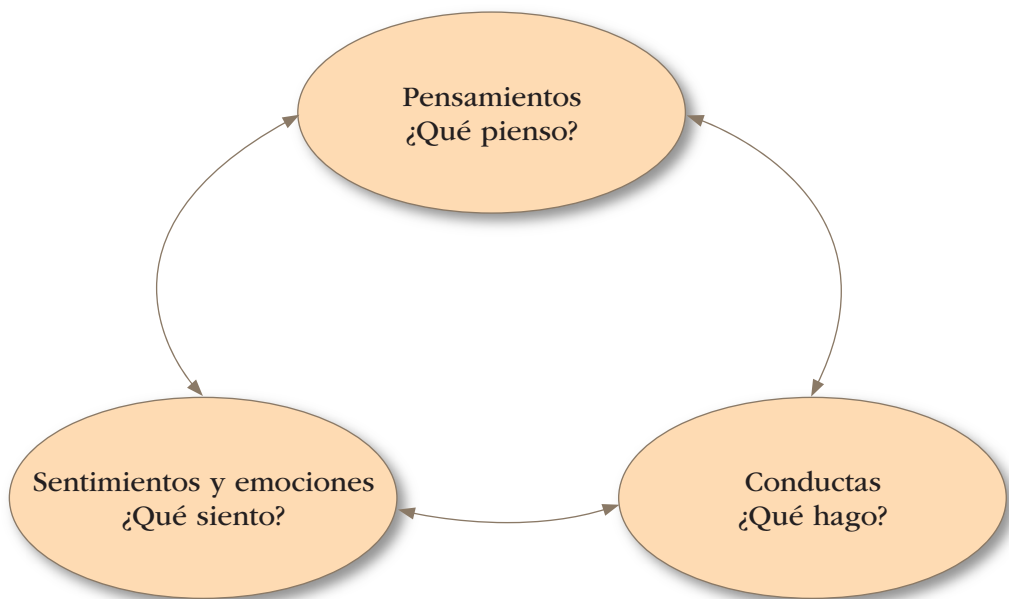 Pensamientos
¿Qué pienso?
Sentimientos y emociones
¿Qué siento?
Conductas
¿Qué hago?